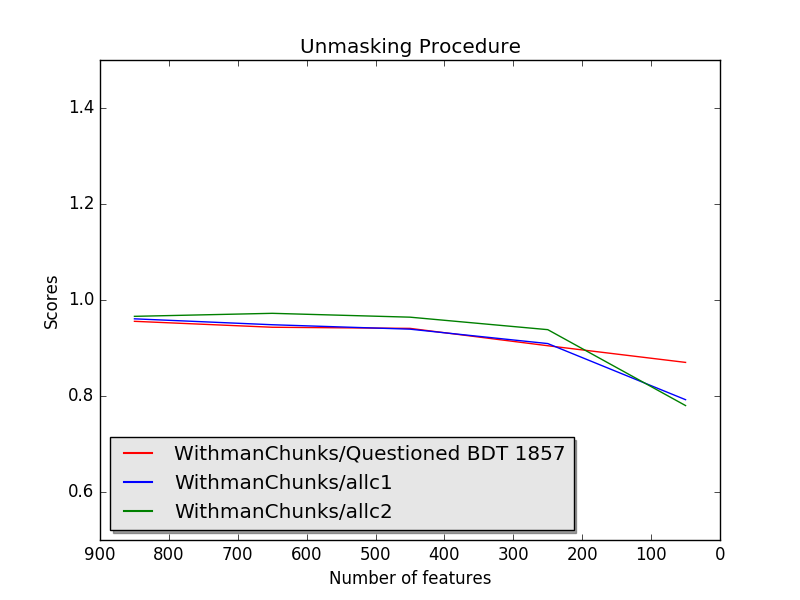 Unmasking Procedure
1.4
1.2
1.0
0.8
0.6
Scores
WithmanChunks/Questioned BDT 1857
WithmanChunks/allc1
WithmanChunks/allc2
900 800 700 600 500 400 300 200 100 0
Number of features